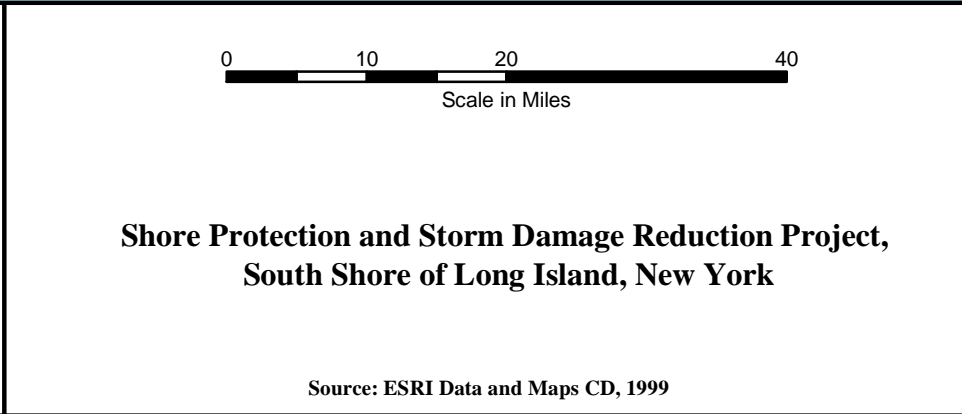 0 10 20 40
Scale in Miles
Shore Protection and Storm Damage Reduction Project,
South Shore of Long Island, New York
Source: ESRI Data and Maps CD, 1999